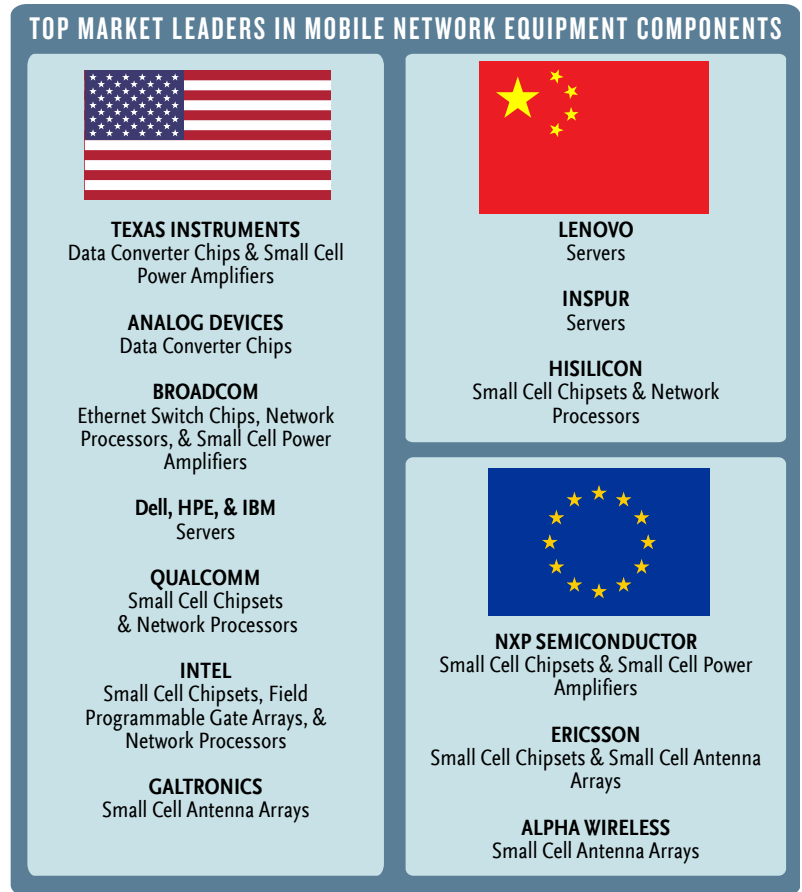 TOP MARKET LEADERS IN MOBILE NETWORK EQUIPMENT COMPONENTS
TEXAS INSTRUMENTS
Data Converter Chips & Small Cell
Power Amplifiers
ANALOG DEVICES
Data Converter Chips
BROADCOM
Ethernet Switch Chips, Network
Processors, & Small Cell Power
Amplifiers
Dell, HPE, & IBM
Servers
QUALCOMM
Small Cell Chipsets
& Network Processors
INTEL
Small Cell Chipsets, Field
Programmable Gate Arrays, &
Network Processors
GALTRONICS
Small Cell Antenna Arrays
LENOVO
Servers
INSPUR
Servers
HISILICON
Small Cell Chipsets & Network
Processors
NXP SEMICONDUCTOR
Small Cell Chipsets & Small Cell Power
Amplifiers
ERICSSON
Small Cell Chipsets & Small Cell Antenna
Arrays
ALPHA WIRELESS
Small Cell Antenna Arrays